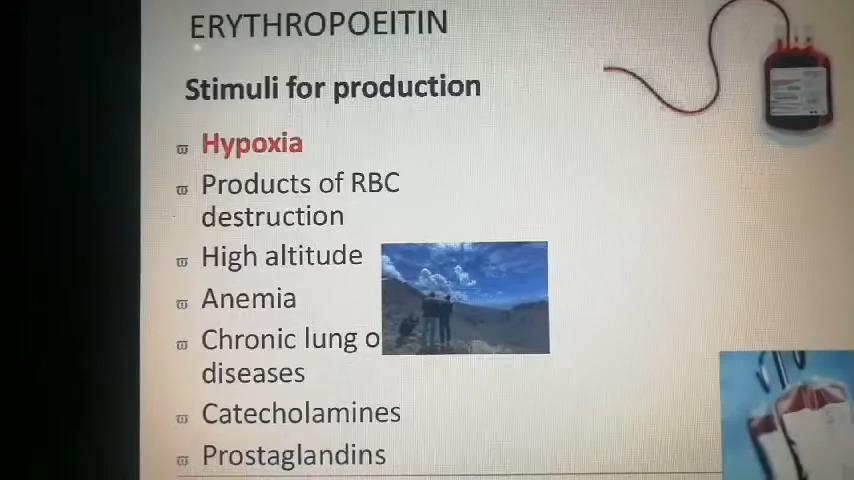 ERYTHROPOEITIN
Stimuli for production
Hypoxia
Products of RBC
destruction
High altitude
Anemia
Chronic lung o
diseases
Catecholamines
Prostaglandins